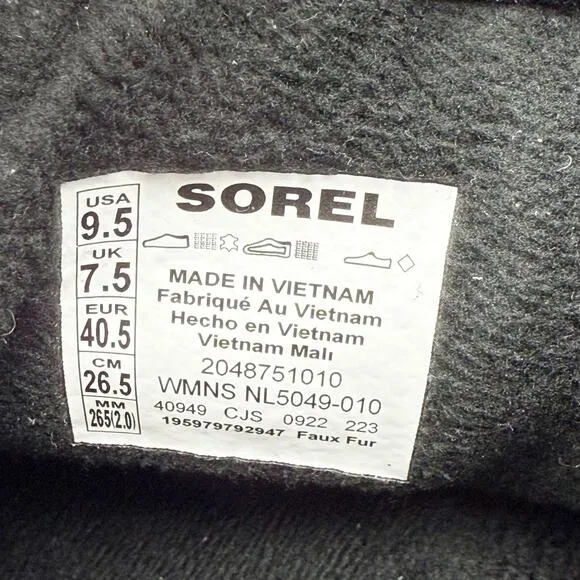 SOREL
USA
9.5
UK
7.5
EUR
40.5
CM
26.5
MM
265(2.0)
MADE IN VIETNAM
Fabriqué Au Vietnam
Hecho en Vietnam
Vietnam Malı
2048751010
WMNS NL5049-010
40949 CJS 0922 223
195979792947 Faux Fur